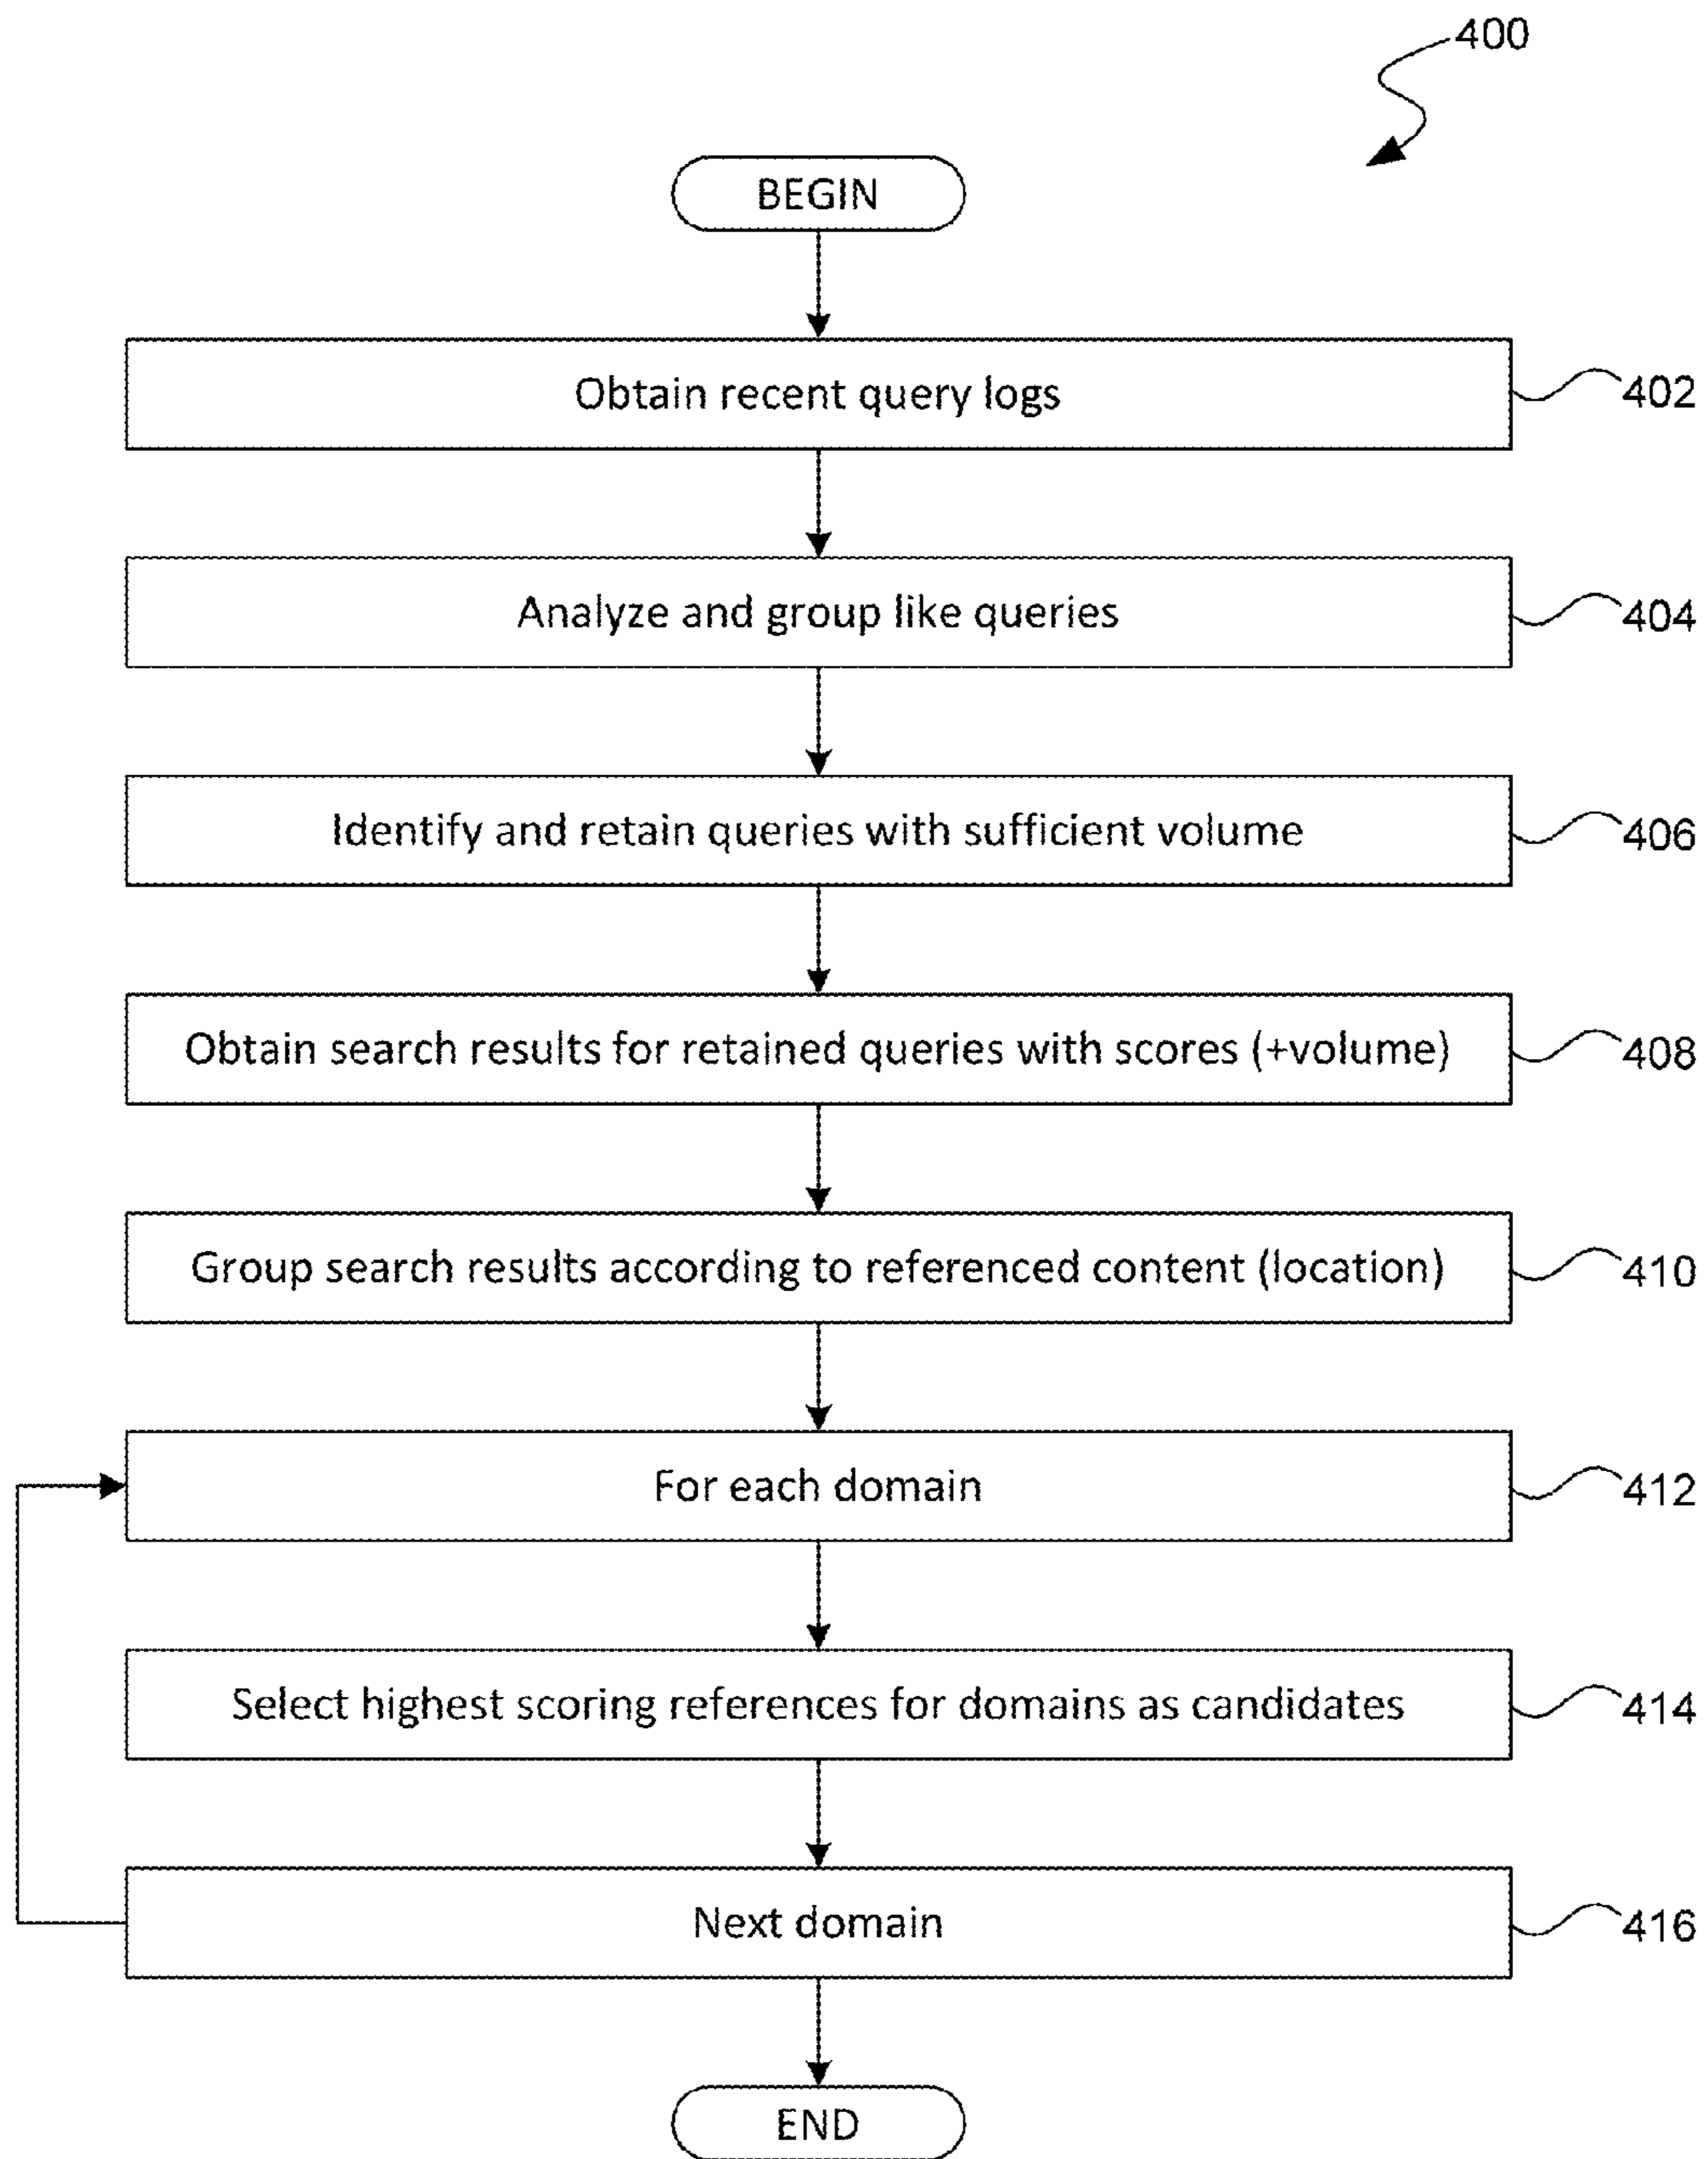 400
BEGIN
Obtain recent query logs
402
Analyze and group like queries
404
Identify and retain queries with sufficient volume
406
Obtain search results for retained queries with scores (+volume)
408
Group search results according to referenced content (location)
410
For each domain
412
Select highest scoring references for domains as candidates
414
Next domain
416
END